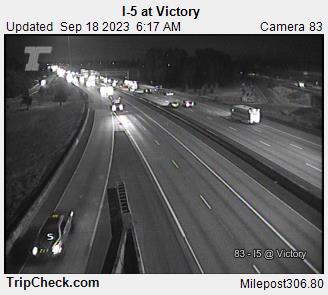 I-5 at Victory
Updated Sep 18 2023 6:17 AM Camera 83
83 - I5 @ Victory
TripCheck.com Milepost306.80